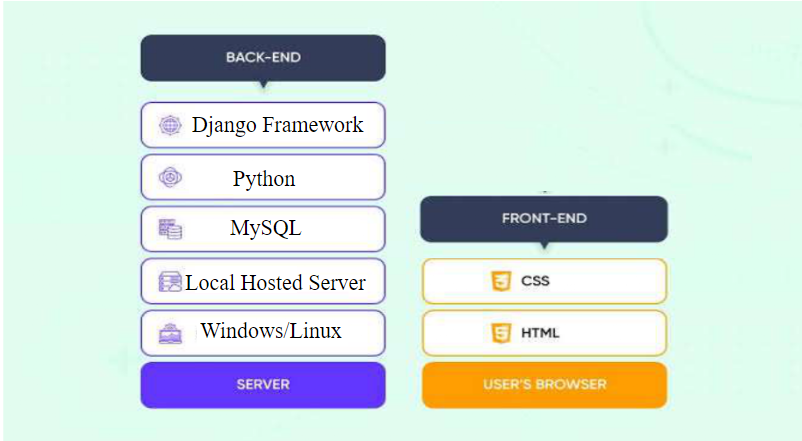 BACK-END
Django Framework
Python
MySQL
Local Hosted Server
Windows/Linux
SERVER
FRONT-END
CSS
HTML
USER'S BROWSER